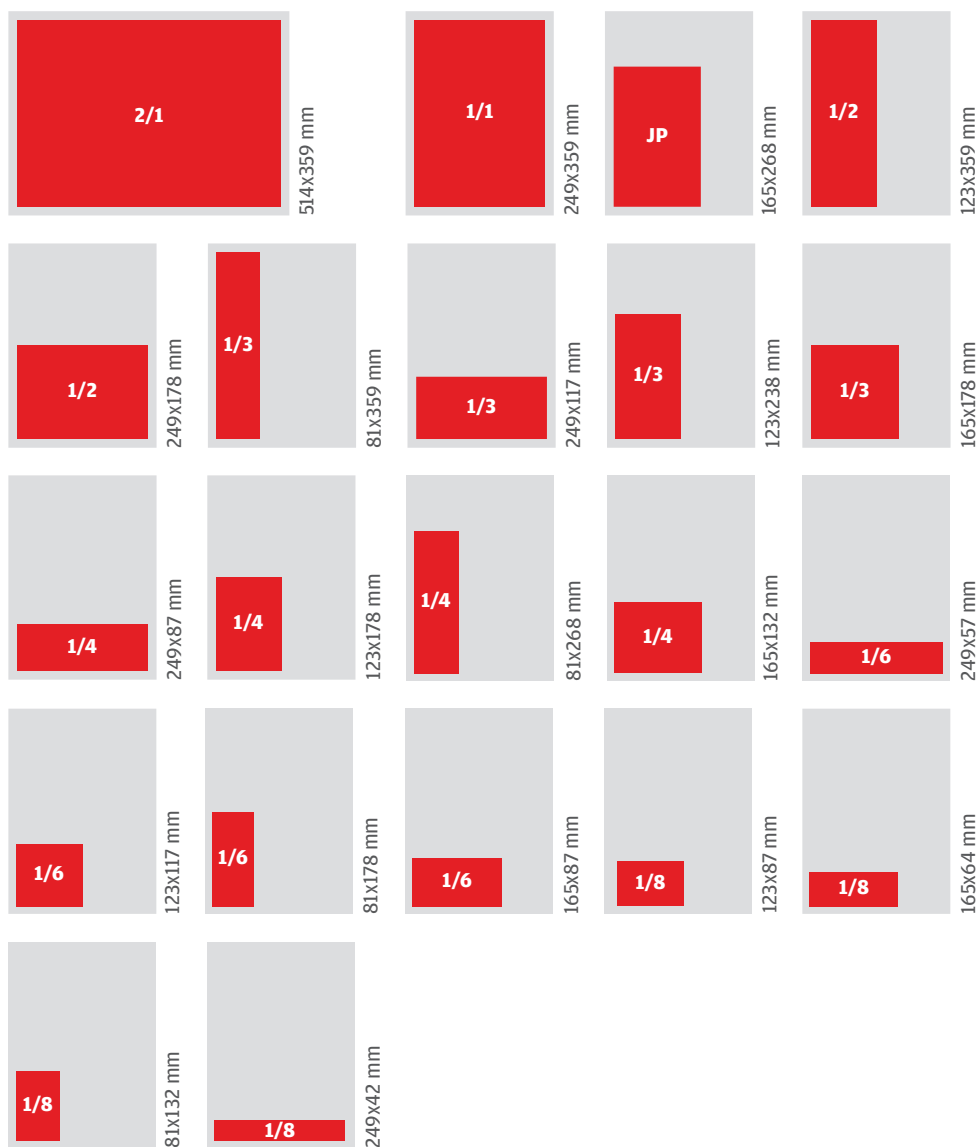 2/1
514x359 mm
1/1
249x359 mm
JP
165x268 mm
1/2
123x359 mm
1/2
249x178 mm
1/3
81x359 mm
1/3
249x117 mm
1/3
123x238 mm
1/3
165x178 mm
1/4
249x87 mm
1/4
123x178 mm
1/4
81x268 mm
1/4
165x132 mm
1/6
249x57 mm
1/6
123x117 mm
1/6
81x178 mm
1/6
165x87 mm
1/8
123x87 mm
1/8
165x64 mm
1/8
81x132 mm
1/8
249x42 mm